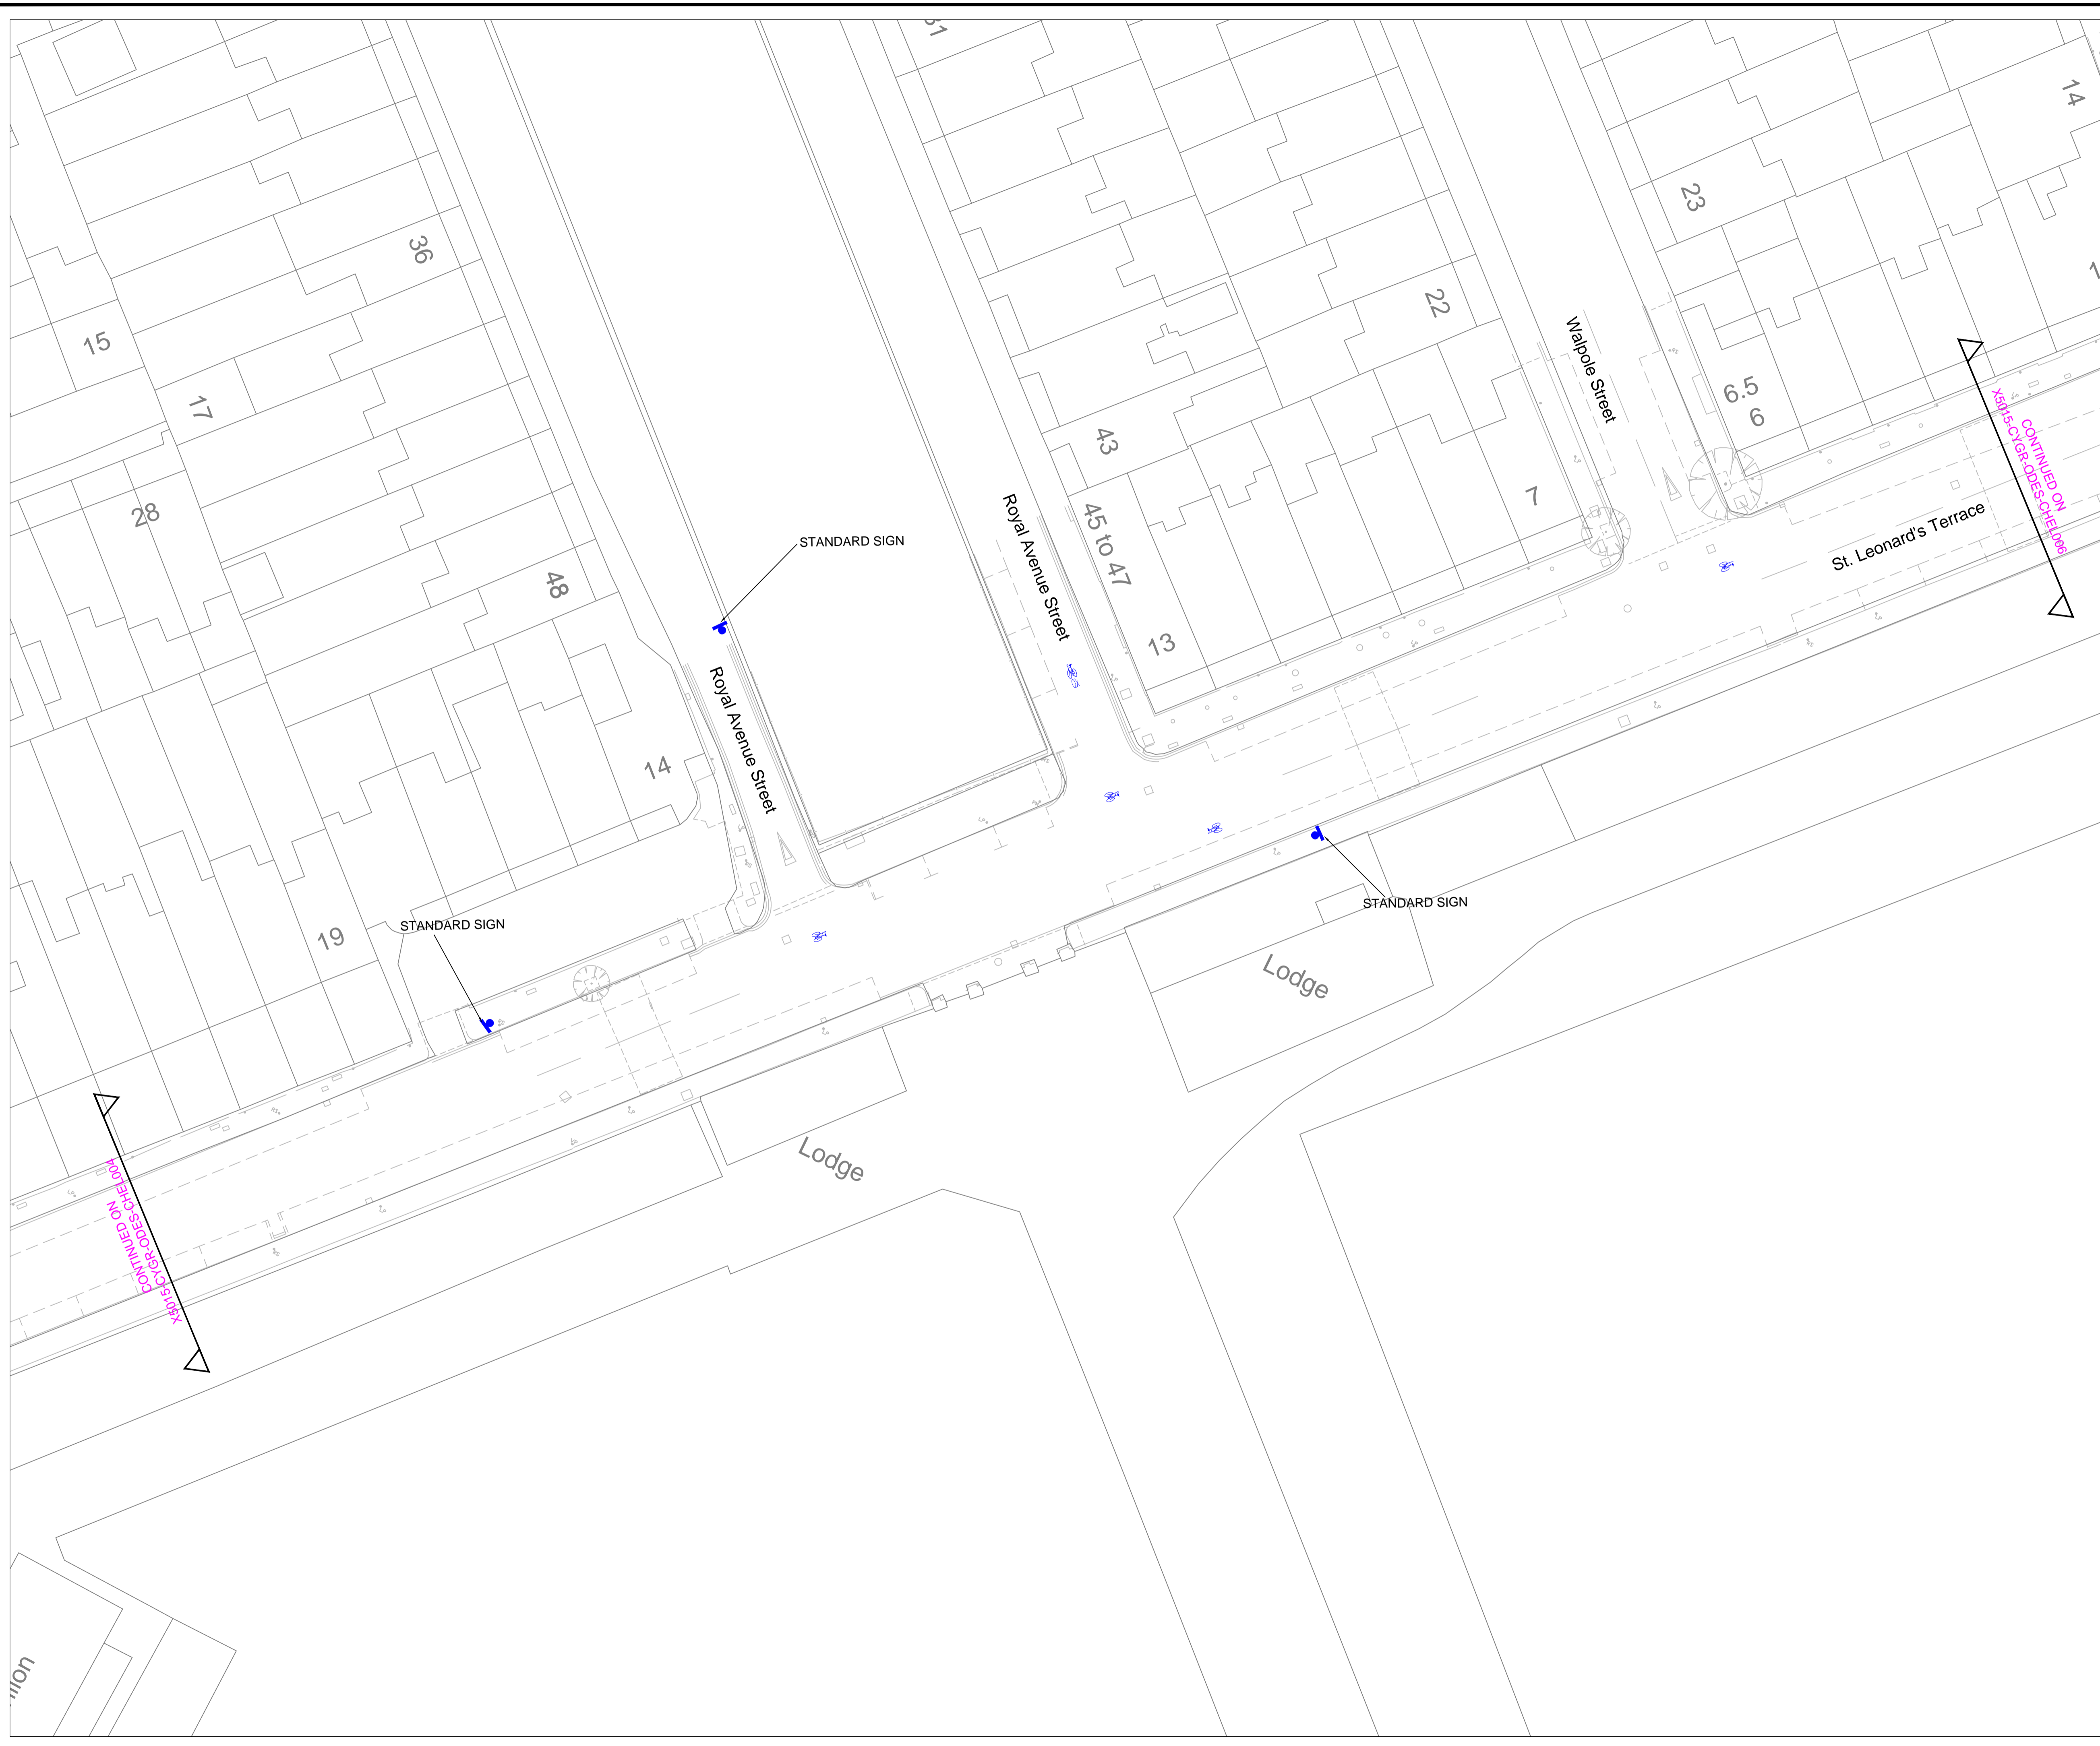 31
14
23
36
22
15
6.5
6
17
43
CONTINUED ON
X5015-CYGR-ODES-CHEL006
Walpole Street
28
45 to 47
7
St. Leonard's Terrace
STANDARD SIGN
Royal Avenue Street
48
13
Royal Avenue Street
14
STANDARD SIGN
19
STANDARD SIGN
Lodge
Lodge
CONTINUED ON
X5015-CYGR-ODES-CHEL004